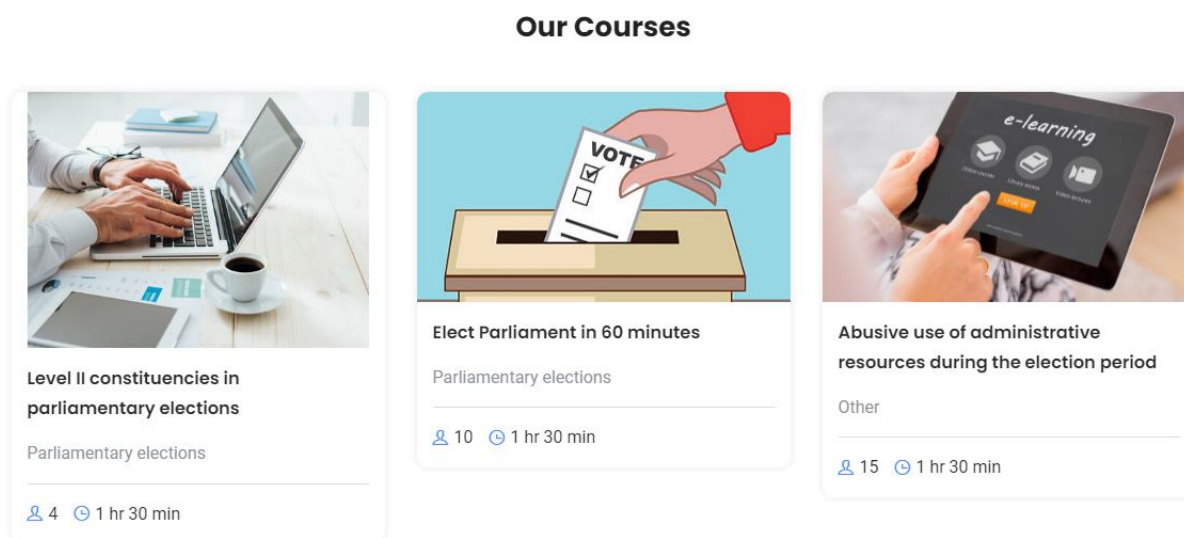 Our Courses
Level II constituencies in
parliamentary elections
Parliamentary elections
4 1 hr 30 min
VOTE
Elect Parliament in 60 minutes
Parliamentary elections
10 1 hr 30 min
e-learning
Video lectures
Abusive use of administrative
resources during the election period
Other
15 1 hr 30 min